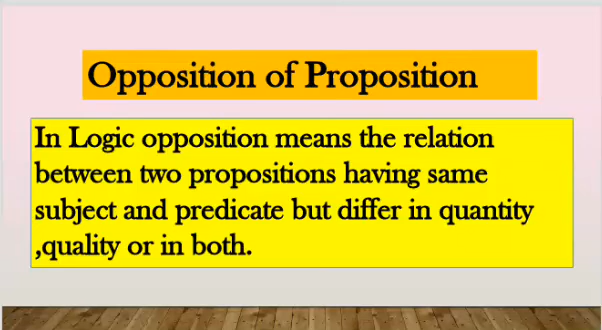 Opposition of Proposition
In Logic opposition means the relation
between two propositions having same
subject and predicate but differ in quantity
,quality or in both.